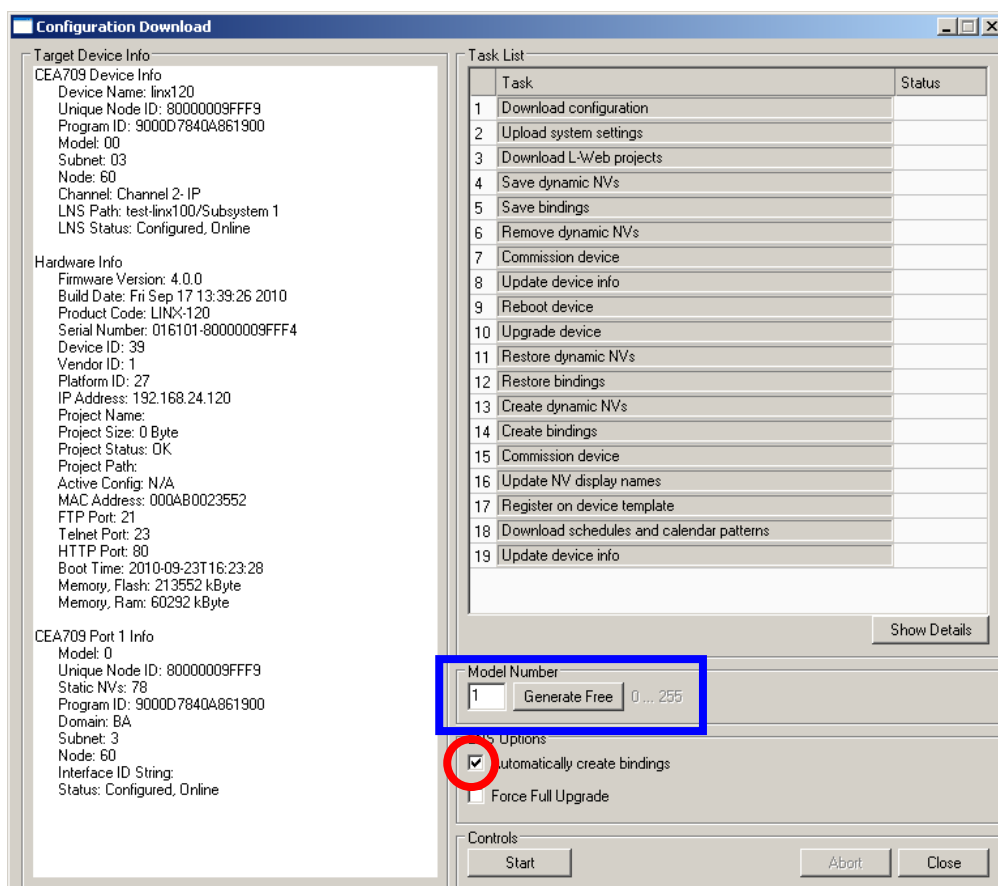 Configuration Download
Target Device Info
CEA709 Device Info
Device Name: linx120
Unique Node ID: 80000009FFF9
Program ID: 9000D7840A861900
Model: 00
Subnet: 03
Node: 60
Channel: Channel 2- IP
LNS Path: test-linx100/Subsystem 1
LNS Status: Configured, Online
Hardware Info
Firmware Version: 4.0.0
Build Date: Fri Sep 17 13:39:26 2010
Product Code: LINX-120
Serial Number: 016101-80000009FFF4
Device ID: 39
Vendor ID: 1
Platform ID: 27
IP Address: 192.168.24.120
Project Name:
Project Size: 0 Byte
Project Status: OK
Project Path:
Active Config: N/A
MAC Address: 000AB0023552
FTP Port: 21
Telnet Port: 23
HTTP Port: 80
Boot Time: 2010-09-23T16:23:28
Memory, Flash: 213552 kByte
Memory, Ram: 60292 kByte
CEA709 Port 1 Info
Model: 0
Unique Node ID: 80000009FFF9
Static NVs: 78
Program ID: 9000D7840A861900
Domain: BA
Subnet: 3
Node: 60
Interface ID String:
Status: Configured, Online
Task List
Task Status
1 Download configuration
2 Upload system settings
3 Download L-Web projects
4 Save dynamic NVs
5 Save bindings
6 Remove dynamic NVs
7 Commission device
8 Update device info
9 Reboot device
10 Upgrade device
11 Restore dynamic NVs
12 Restore bindings
13 Create dynamic NVs
14 Create bindings
15 Commission device
16 Update NV display names
17 Register on device template
18 Download schedules and calendar patterns
19 Update device info
Show Details
Model Number
1 Generate Free 0 ... 255
LNS Options
Automatically create bindings
Force Full Upgrade
Controls
Start Abort Close